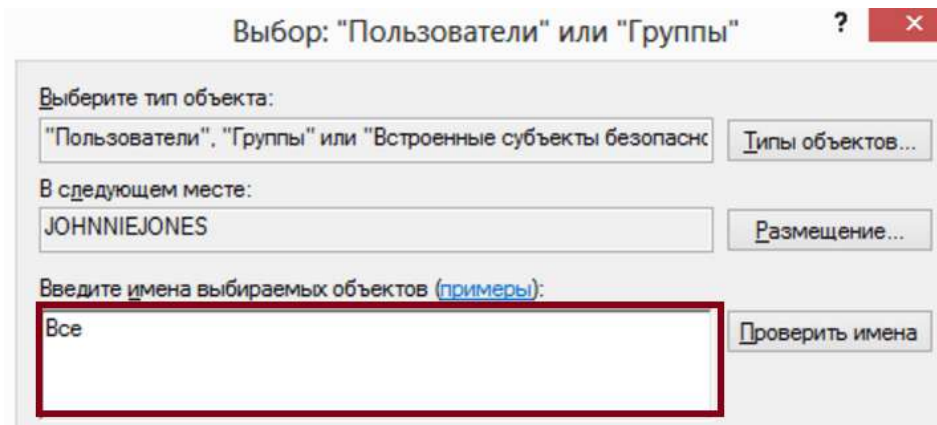 Выбор: "Пользователи" или "Группы"
?
Выберите тип объекта:
"Пользователи", "Группы" или "Встроенные субъекты безопасно
Типы объектов...
В следующем месте:
JOHNNIEJONES
Размещение...
Введите имена выбираемых объектов (примеры):
Все
Проверить имена